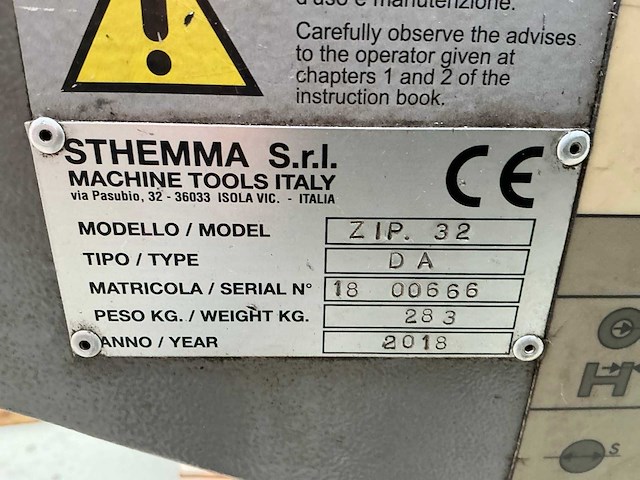 d'uso e manutenzione.
Carefully observe the advises
to the operator given at
chapters 1 and 2 of the
instruction book.
STHEMMA S.r.l.
MACHINE TOOLS ITALY
via Pasubio, 32 - 36033 ISOLA VIC. - ITALIA
CE
MODELLO / MODEL ZIP. 32
TIPO / TYPE DA
MATRICOLA / SERIAL N° 18 00666
PESO KG. / WEIGHT KG. 283
ANNO / YEAR 2018
H
S